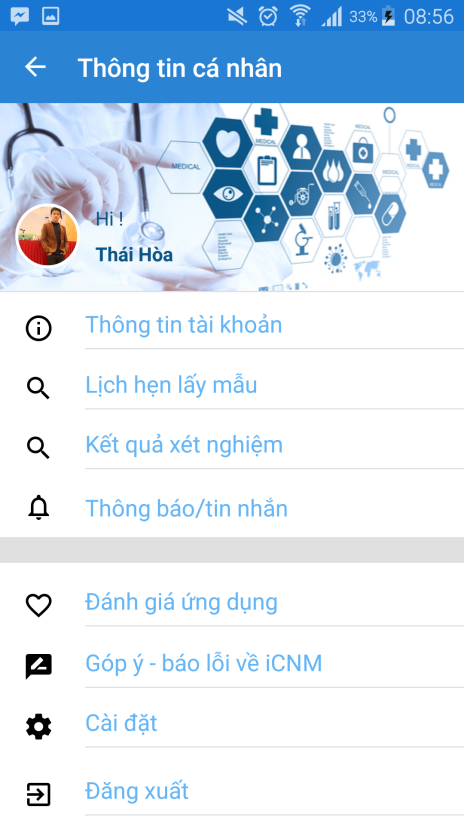 33% 08:56
Thông tin cá nhân
MEDICAL
MEDICAL
MEDICAL
MEDICAL
Hi !
Thái Hòa
Thông tin tài khoản
Lịch hẹn lấy mẫu
Kết quả xét nghiệm
Thông báo/tin nhắn
Đánh giá ứng dụng
Góp ý - báo lỗi về iCNM
Cài đặt
Đăng xuất